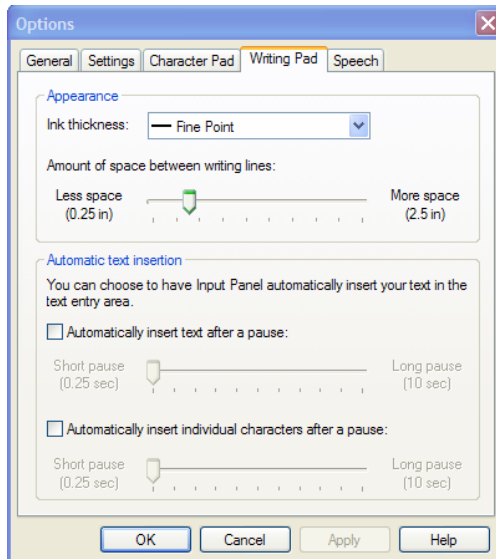 Options
General Settings Character Pad Writing Pad Speech
Appearance
Ink thickness: Fine Point
Amount of space between writing lines:
Less space More space
(0.25 in) (2.5 in)
Automatic text insertion
You can choose to have Input Panel automatically insert your text in the
text entry area.
Automatically insert text after a pause:
Short pause Long pause
(0.25 sec) (10 sec)
Automatically insert individual characters after a pause:
Short pause Long pause
(0.25 sec) (10 sec)
OK Cancel Apply Help